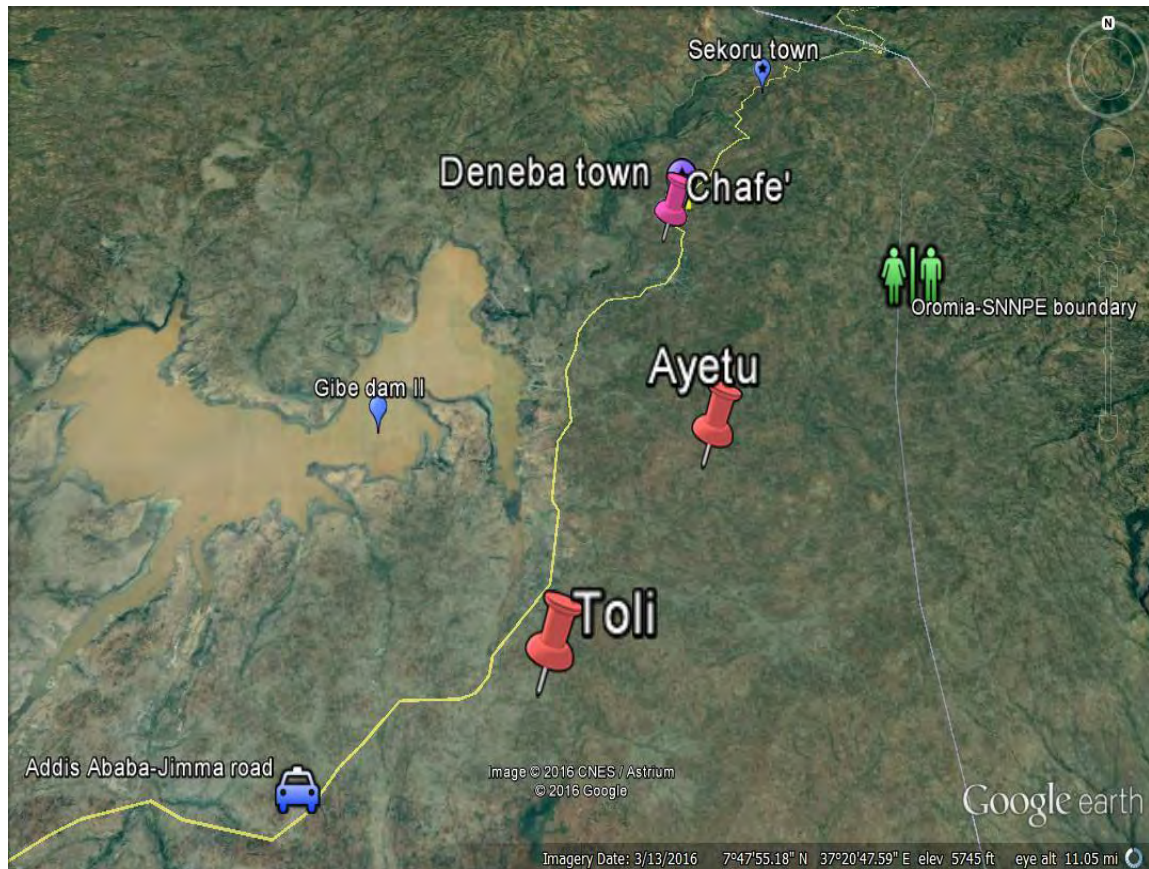 N
Sekoru town
Deneba town
Chafe'
Oromia-SNNPE boundary
Ayetu
Gibe dam II
Toli
Addis Ababa-Jimma road
Image © 2016 CNES / Astrium
© 2016 Google
Google earth
Imagery Date: 3/13/2016 7°47'55.18" N 37°20'47.59" E elev 5745 ft eye alt 11.05 mi